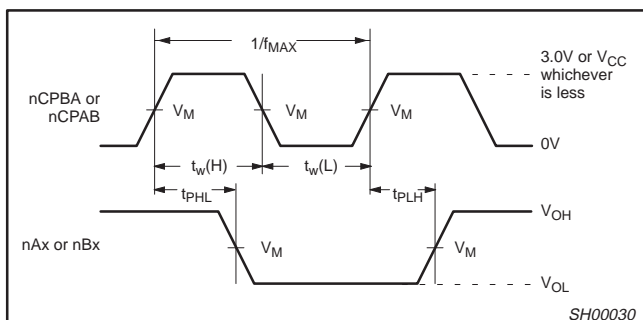 1/fMAX
3.0V or VCC
whichever
is less
nCPBA or
nCPAB
VM
VM
VM
0V
tw(H)
tw(L)
tPHL
tPLH
VOH
nAx or nBx
VM
VM
VOL
SH00030